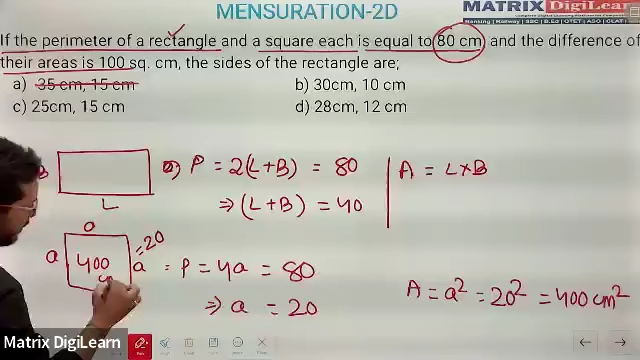 MENSURATION-2D
MATRIX DigiLearn
If the perimeter of a rectangle and a square each is equal to 80 cm, and the difference of
their areas is 100 sq. cm, the sides of the rectangle are;
a) 35 cm, 15 cm
b) 30cm, 10 cm
c) 25cm, 15 cm
d) 28cm, 12 cm
B
L
P = 2(L+B) = 80
⇒ (L+B) = 40
A = L×B
a
a
400
a
=20
= P = 4a = 80
⇒ a = 20
A = a² = 20² = 400 cm²
Matrix DigiLearn
Matrix DigiLearn